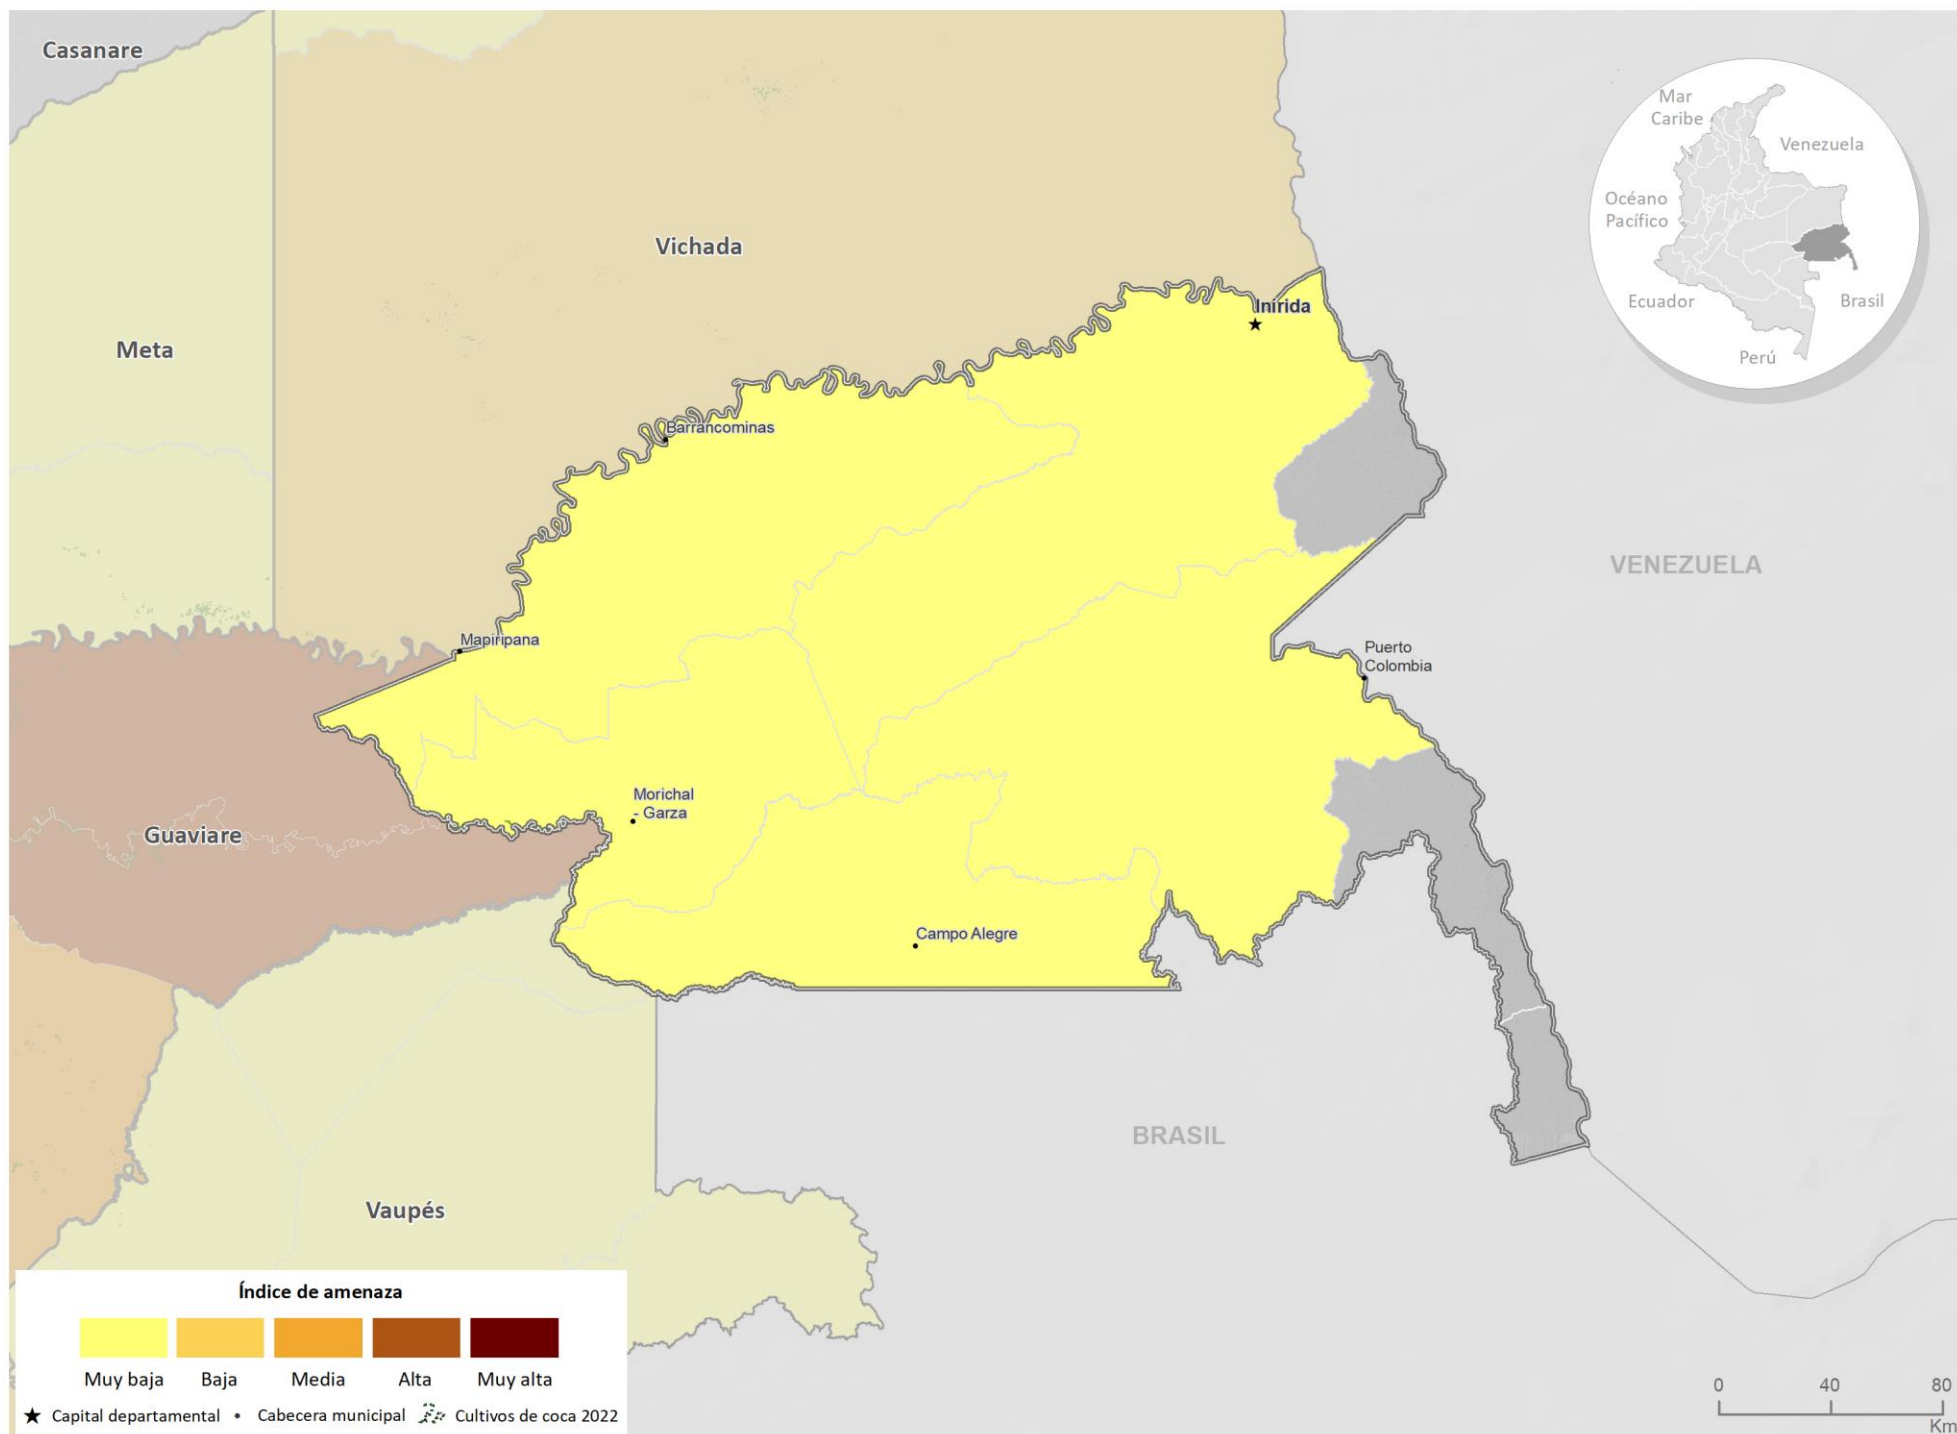 Casanare
Mar
Caribe
Venezuela
Océano
Pacífico
Ecuador
Brasil
Perú
Vichada
Inírida
Meta
Barrancominas
VENEZUELA
Mapiripana
Puerto
Colombia
Morichal
- Garza
Guaviare
Campo Alegre
BRASIL
Vaupés
Índice de amenaza
Muy baja
Baja
Media
Alta
Muy alta
Capital departamental
Cabecera municipal
Cultivos de coca 2022
0 40 80
Km